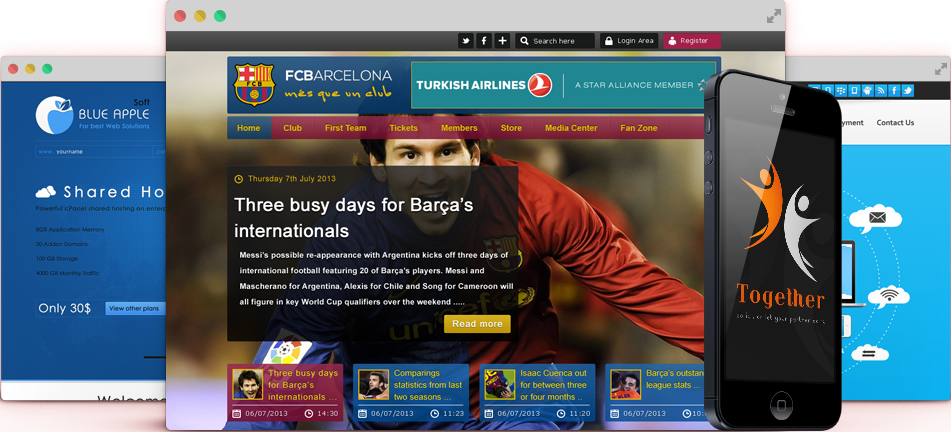 Search here
Login Area
Register
FCB
FCBARCELONA
més que un club
TURKISH AIRLINES
A STAR ALLIANCE MEMBER
Home
Club
First Team
Tickets
Members
Store
Media Center
Fan Zone
Thursday 7th July 2013
Three busy days for Barça's
internationals
Messi's possible re-appearance with Argentina kicks off three days of
international football featuring 20 of Barça's players. Messi and
Mascherano for Argentina, Alexis for Chile and Song for Cameroon will
all figure in key World Cup qualifiers over the weekend .....
Read more
unicef
Three busy days
for Barça's
internationals ...
06/07/2013
14:30
Comparings
statistics from last
two seasons ...
06/07/2013
11:23
Isaac Cuenca out
for between three
or four months ..
06/07/2013
11:20
Barça's outstan
league stats ..
06/07/2013
10:
Soft
BLUE APPLE
For best Web Solutions
www.
yourname
Shared Ho
Powerful cPanel shared hosting on enter
8GB Application Memory
30 Addon Domains
100 GB Storage
4000 GB Monthly Traffic
Only 30$
View other plans
Welcome
yment
Contact Us
Together